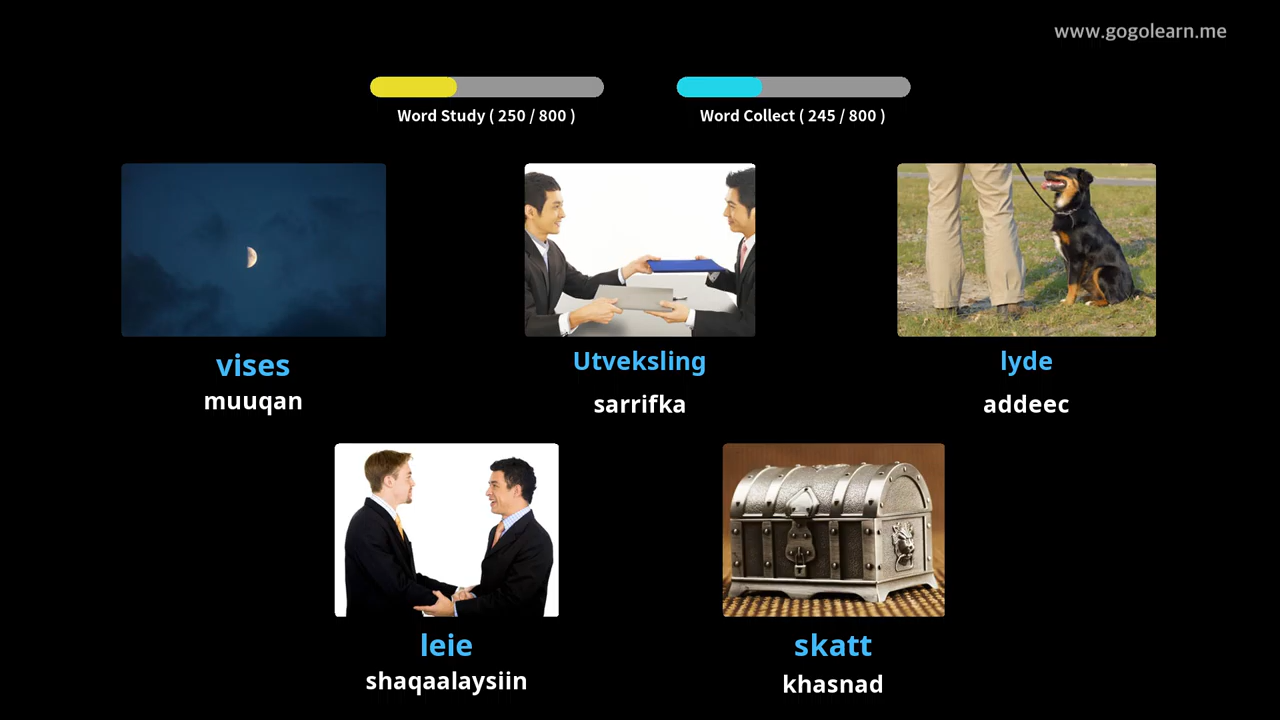 www.gogolearn.me
Word Study ( 250 / 800 )
Word Collect ( 245 / 800 )
vises
muuqan
Utveksling
sarrifka
lyde
addeec
leie
shaqaalaysiin
skatt
khasnad